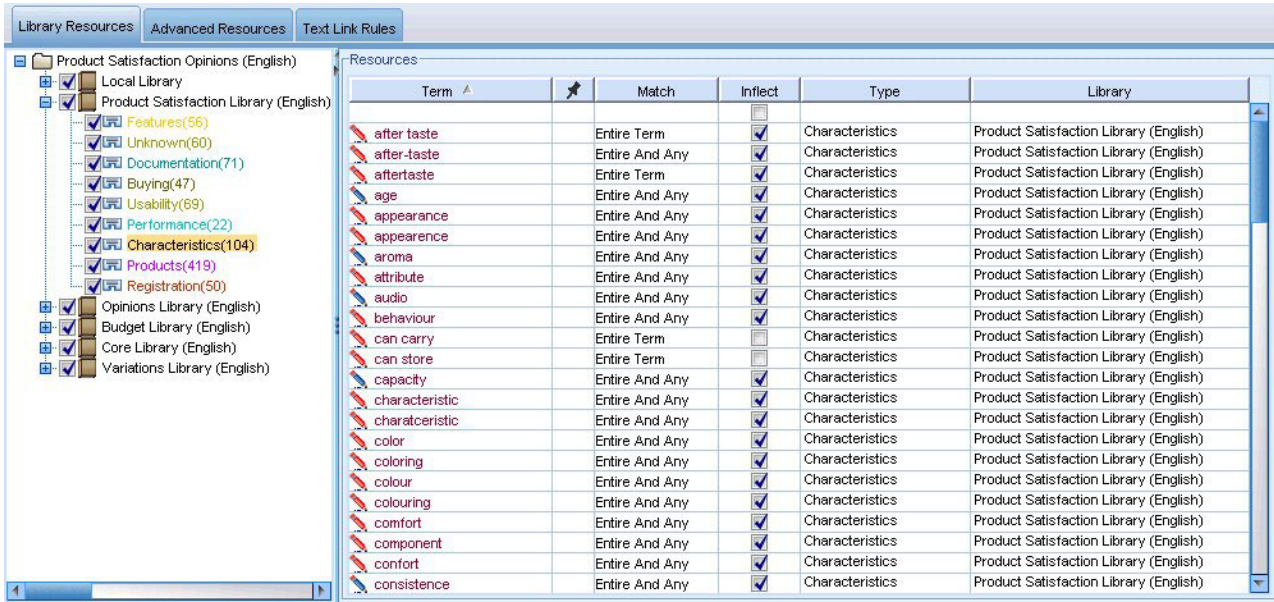 Library Resources Advanced Resources Text Link Rules
Product Satisfaction Opinions (English)
Local Library
Product Satisfaction Library (English)
Features(56)
Unknown(60)
Documentation(71)
Buying(47)
Usability(69)
Performance(22)
Characteristics(104)
Products(419)
Registration(50)
Opinions Library (English)
Budget Library (English)
Core Library (English)
Variations Library (English)
Resources
Term Match Inflect Type Library
after taste Entire Term Characteristics Product Satisfaction Library (English)
after-taste Entire And Any Characteristics Product Satisfaction Library (English)
aftertaste Entire Term Characteristics Product Satisfaction Library (English)
age Entire And Any Characteristics Product Satisfaction Library (English)
appearance Entire And Any Characteristics Product Satisfaction Library (English)
appearence Entire And Any Characteristics Product Satisfaction Library (English)
aroma Entire And Any Characteristics Product Satisfaction Library (English)
attribute Entire And Any Characteristics Product Satisfaction Library (English)
audio Entire And Any Characteristics Product Satisfaction Library (English)
behaviour Entire And Any Characteristics Product Satisfaction Library (English)
can carry Entire Term Characteristics Product Satisfaction Library (English)
can store Entire Term Characteristics Product Satisfaction Library (English)
capacity Entire And Any Characteristics Product Satisfaction Library (English)
characteristic Entire And Any Characteristics Product Satisfaction Library (English)
charatceristic Entire And Any Characteristics Product Satisfaction Library (English)
color Entire And Any Characteristics Product Satisfaction Library (English)
coloring Entire And Any Characteristics Product Satisfaction Library (English)
colour Entire And Any Characteristics Product Satisfaction Library (English)
colouring Entire And Any Characteristics Product Satisfaction Library (English)
comfort Entire And Any Characteristics Product Satisfaction Library (English)
component Entire And Any Characteristics Product Satisfaction Library (English)
confort Entire And Any Characteristics Product Satisfaction Library (English)
consistence Entire And Any Characteristics Product Satisfaction Library (English)